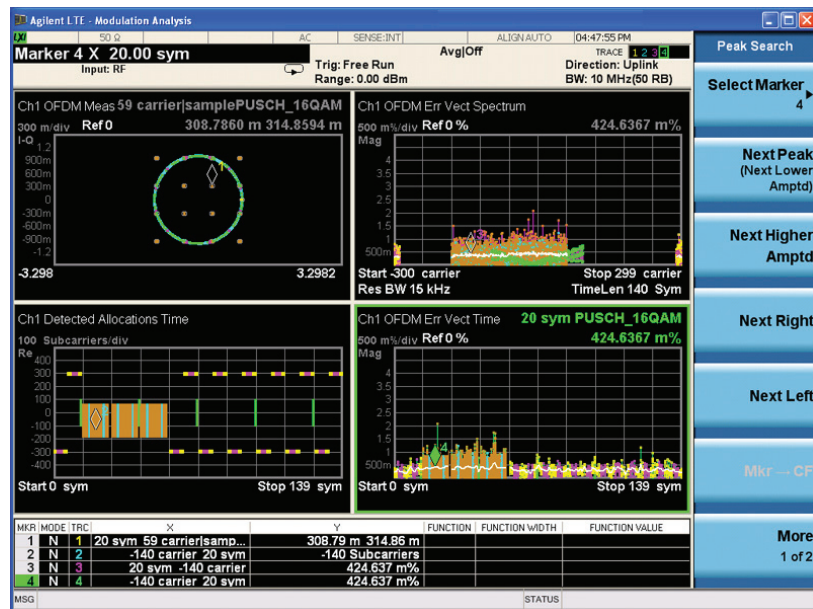 Agilent LTE - Modulation Analysis
LXI 50 Ω AC SENSE:INT ALIGN AUTO 04:47:55 PM
Marker 4 X 20.00 sym
Input: RF
Trig: Free Run
Range: 0.00 dBm
Avg|Off
TRACE 1 2 3 4
Direction: Uplink
BW: 10 MHz(50 RB)
Peak Search
Select Marker
4
Next Peak
(Next Lower
Amptd)
Next Higher
Amptd
Next Right
Next Left
Mkr→CF
More
1 of 2
Ch1 OFDM Meas 59 carrier|samplePUSCH_16QAM
300 m/div Ref 0 308.7860 m 314.8594 m
I-Q
1.2
900m
600m
300m
0
-300m
-600m
-900m
-1.2
1
-3.298 3.2982
Ch1 OFDM Err Vect Spectrum
500 m%/div Ref 0 % 424.6367 m%
Mag
4
3.5
3
2.5
2
1.5
1
500m
3
Start -300 carrier Stop 299 carrier
Res BW 15 kHz TimeLen 140 Sym
Ch1 Detected Allocations Time
100 Subcarriers/div
Re
400
300
200
100
0
-100
-200
-300
-400
Start 0 sym Stop 139 sym
Ch1 OFDM Err Vect Time 20 sym PUSCH_16QAM
500 m%/div Ref 0 % 424.6367 m%
Mag
4
3.5
3
2.5
2
1.5
1
500m
4
Start 0 sym Stop 139 sym
MKR MODE TRC X Y FUNCTION FUNCTION WIDTH FUNCTION VALUE
1 N 1 20 sym 59 carrier|samp... 308.79 m 314.86 m
2 N 2 -140 carrier 20 sym -140 Subcarriers
3 N 3 20 sym -140 carrier 424.637 m%
4 N 4 -140 carrier 20 sym 424.637 m%
MSG STATUS